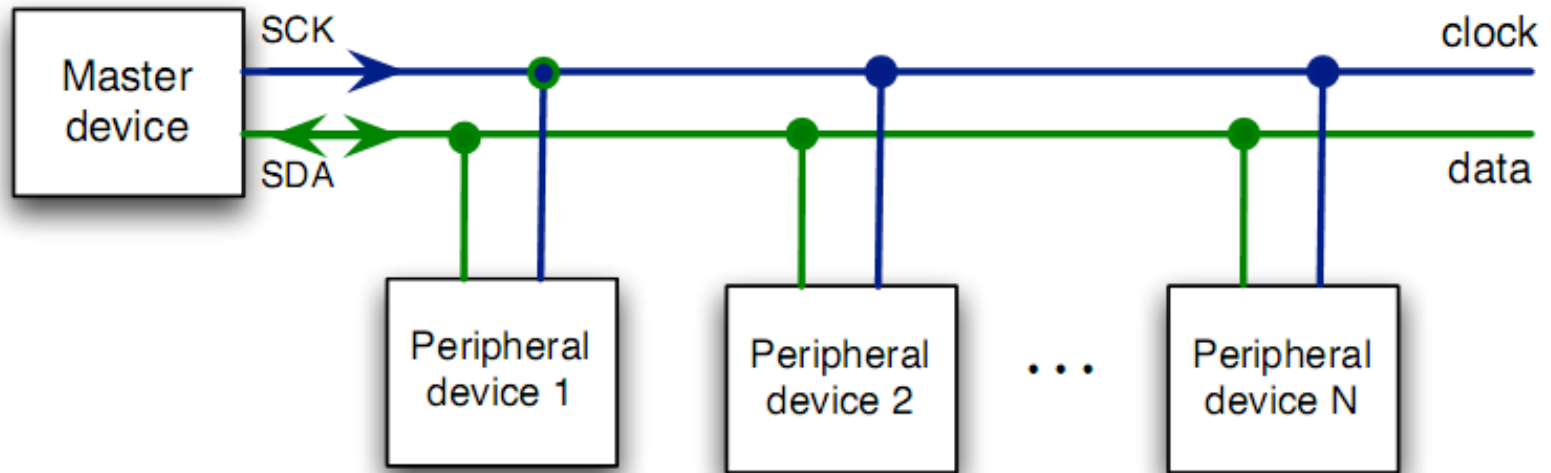 SCK
clock
Master
device
SDA
data
Peripheral
device 1
Peripheral
device 2
...
Peripheral
device N